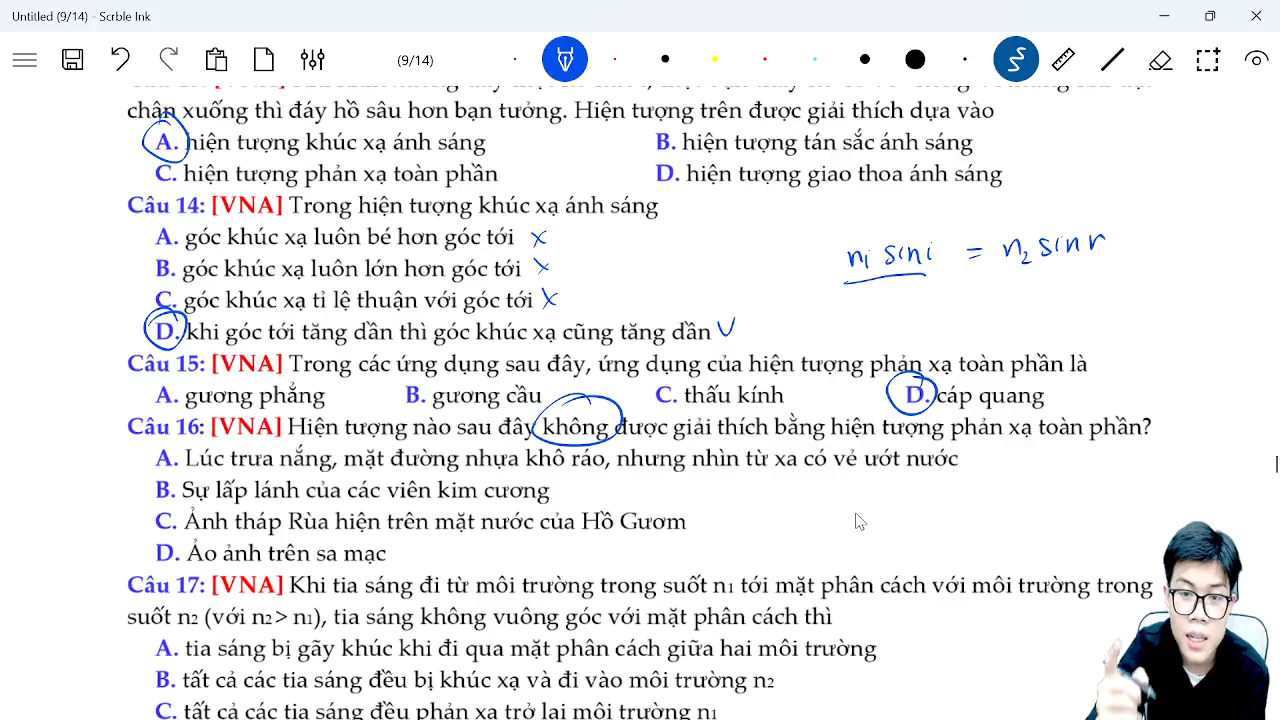 Untitled (9/14) - Scrble Ink
(9/14)
chân xuống thì đáy hồ sâu hơn bạn tưởng. Hiện tượng trên được giải thích dựa vào
A. hiện tượng khúc xạ ánh sáng B. hiện tượng tán sắc ánh sáng
C. hiện tượng phản xạ toàn phần D. hiện tượng giao thoa ánh sáng
Câu 14: [VNA] Trong hiện tượng khúc xạ ánh sáng
A. góc khúc xạ luôn bé hơn góc tới x
B. góc khúc xạ luôn lớn hơn góc tới x
n₁ sin i = n₂ sin r
C. góc khúc xạ tỉ lệ thuận với góc tới x
D. khi góc tới tăng dần thì góc khúc xạ cũng tăng dần v
Câu 15: [VNA] Trong các ứng dụng sau đây, ứng dụng của hiện tượng phản xạ toàn phần là
A. gương phẳng B. gương cầu C. thấu kính D. cáp quang
Câu 16: [VNA] Hiện tượng nào sau đây không được giải thích bằng hiện tượng phản xạ toàn phần?
A. Lúc trưa nắng, mặt đường nhựa khô ráo, nhưng nhìn từ xa có vẻ ướt nước
B. Sự lấp lánh của các viên kim cương
C. Ảnh tháp Rùa hiện trên mặt nước của Hồ Gươm
D. Ảo ảnh trên sa mạc
Câu 17: [VNA] Khi tia sáng đi từ môi trường trong suốt n₁ tới mặt phân cách với môi trường trong
suốt n₂ (với n₂ > n₁), tia sáng không vuông góc với mặt phân cách thì
A. tia sáng bị gãy khúc khi đi qua mặt phân cách giữa hai môi trường
B. tất cả các tia sáng đều bị khúc xạ và đi vào môi trường n₂
C. tất cả các tia sáng đều phản xạ trở lại môi trường n₁